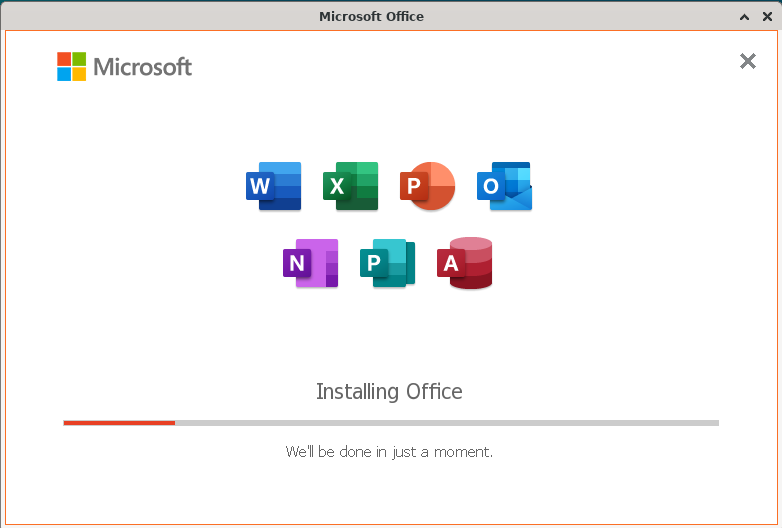 Microsoft Office
Microsoft
W X P O
N P A
Installing Office
We'll be done in just a moment.